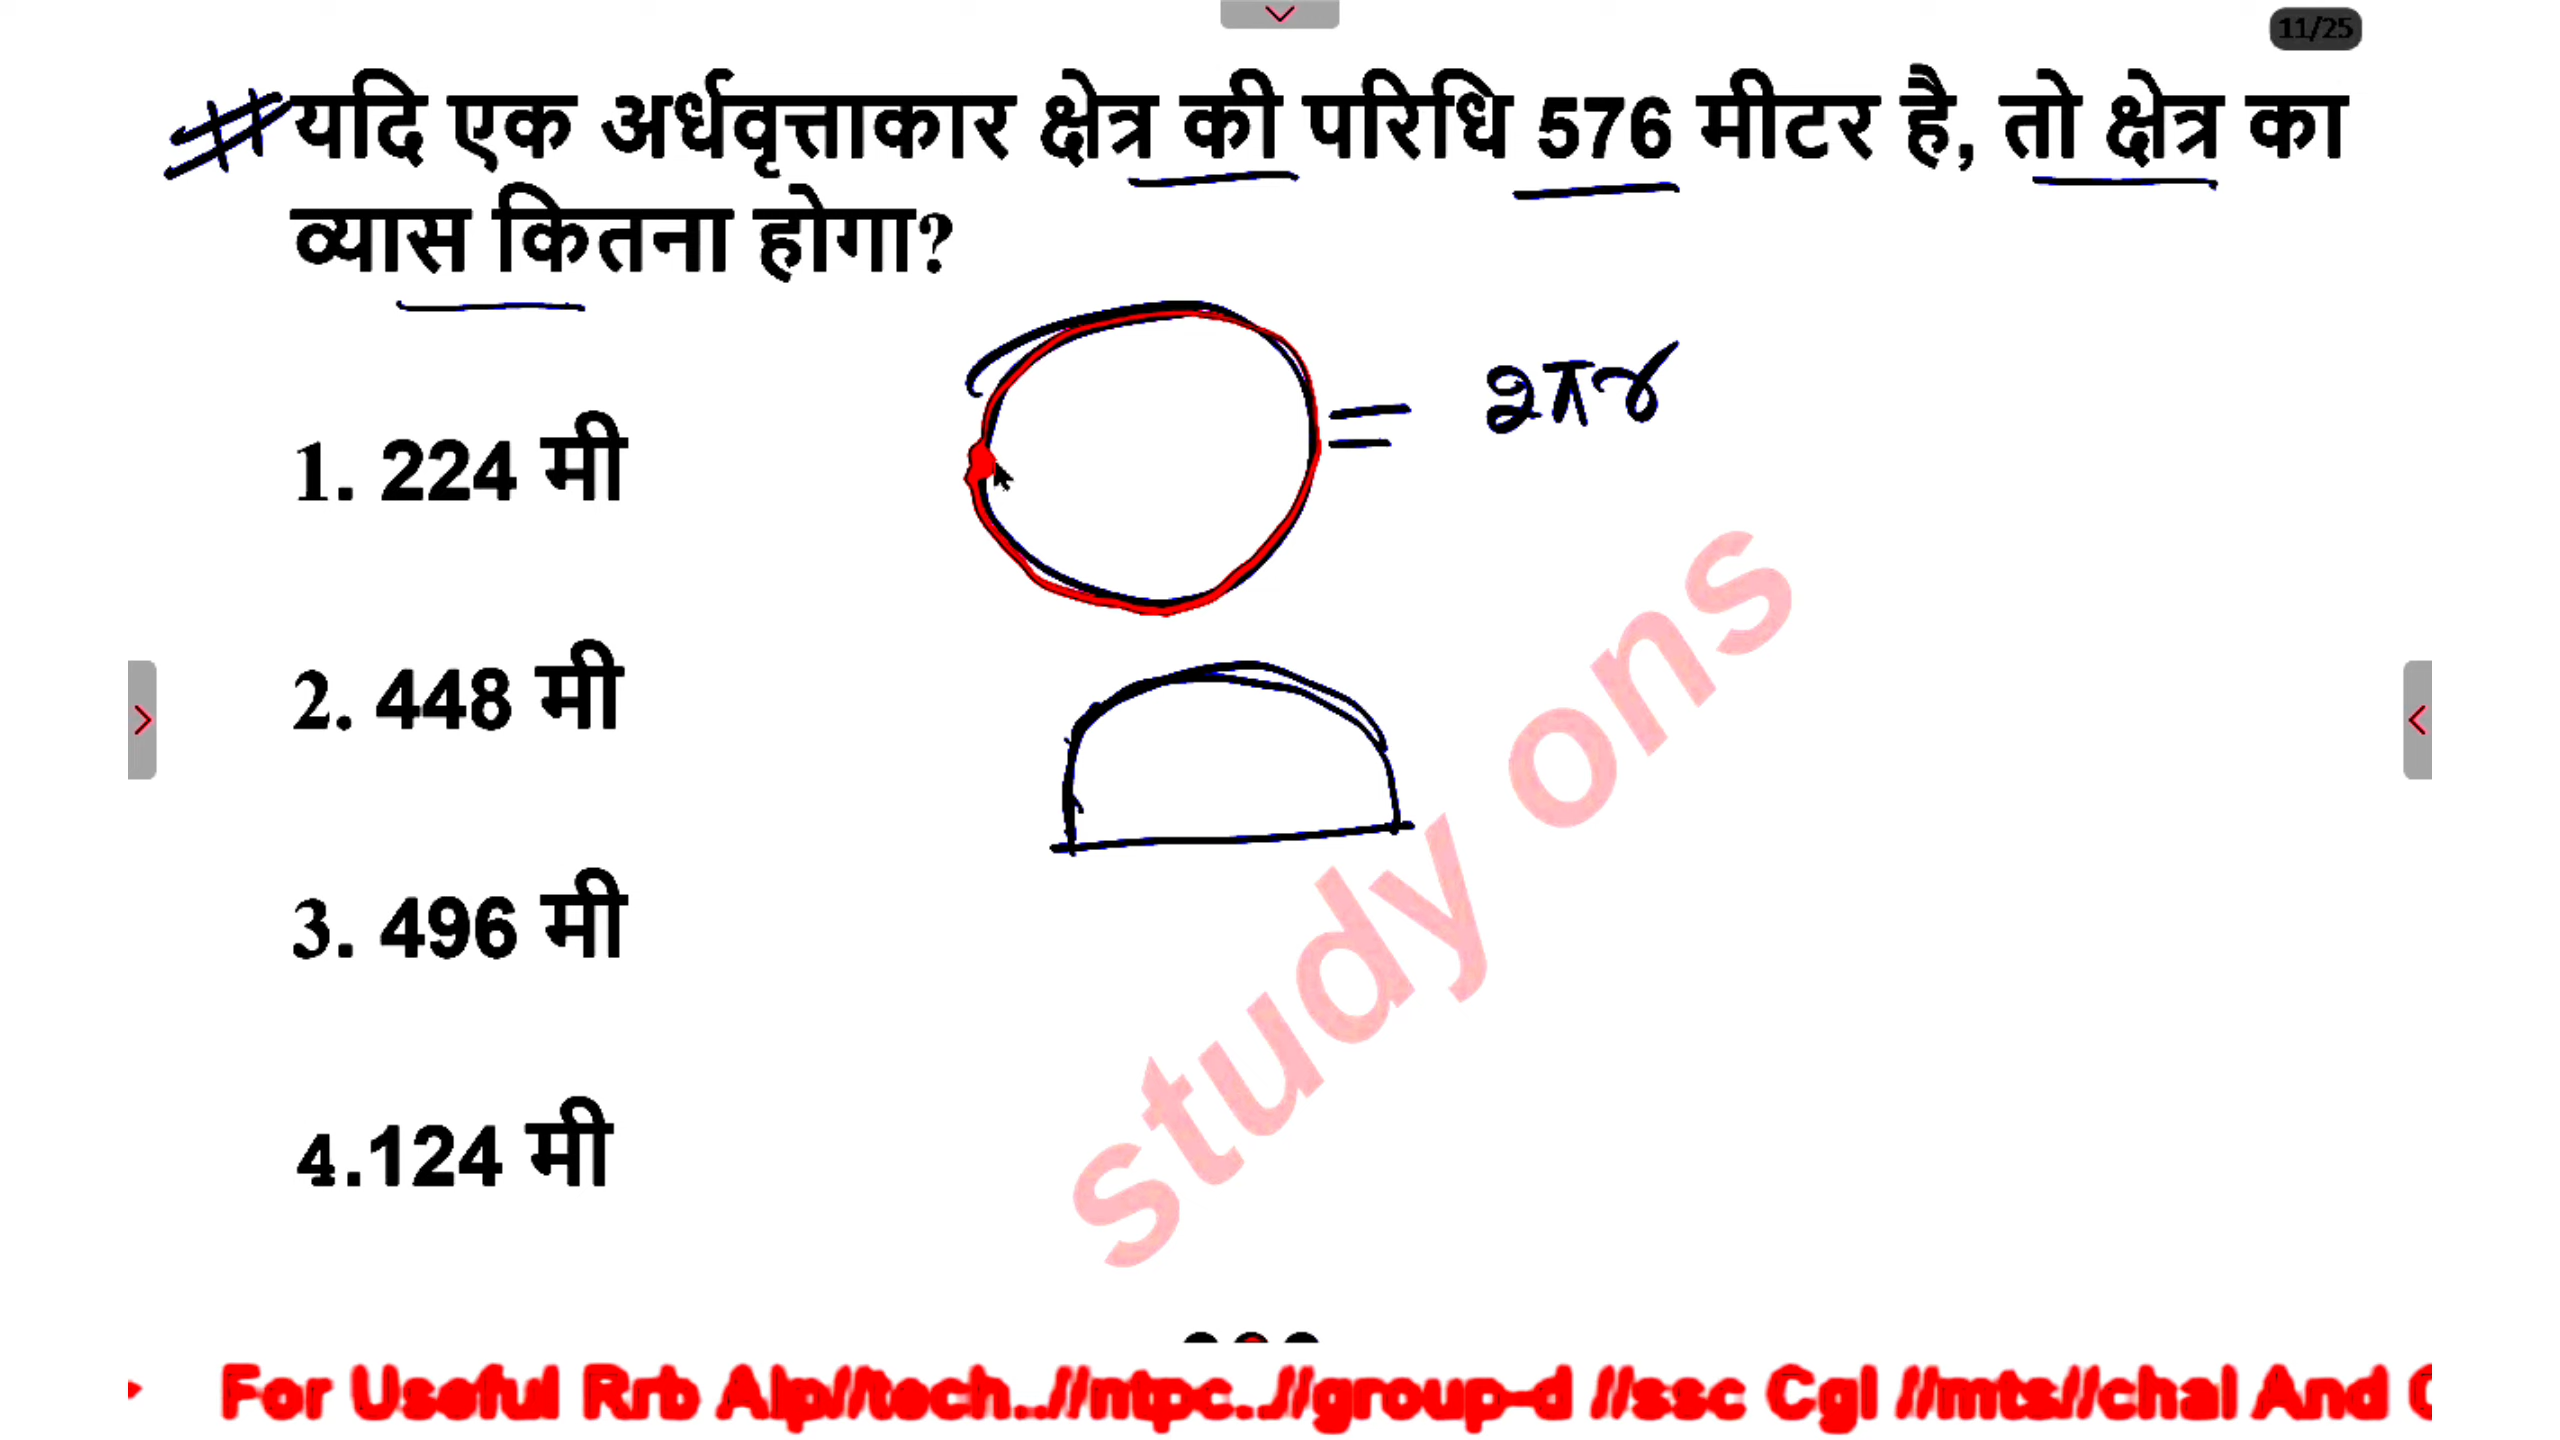 11/25
यदि एक अर्धवृत्ताकार क्षेत्र की परिधि 576 मीटर है, तो क्षेत्र का
व्यास कितना होगा?
= 2πr
1. 224 मी
2. 448 मी
3. 496 मी
4.124 मी
study ons
For Useful Rrb Alp//tech..//ntpc..//group-d //ssc Cgl //mts//chsl And